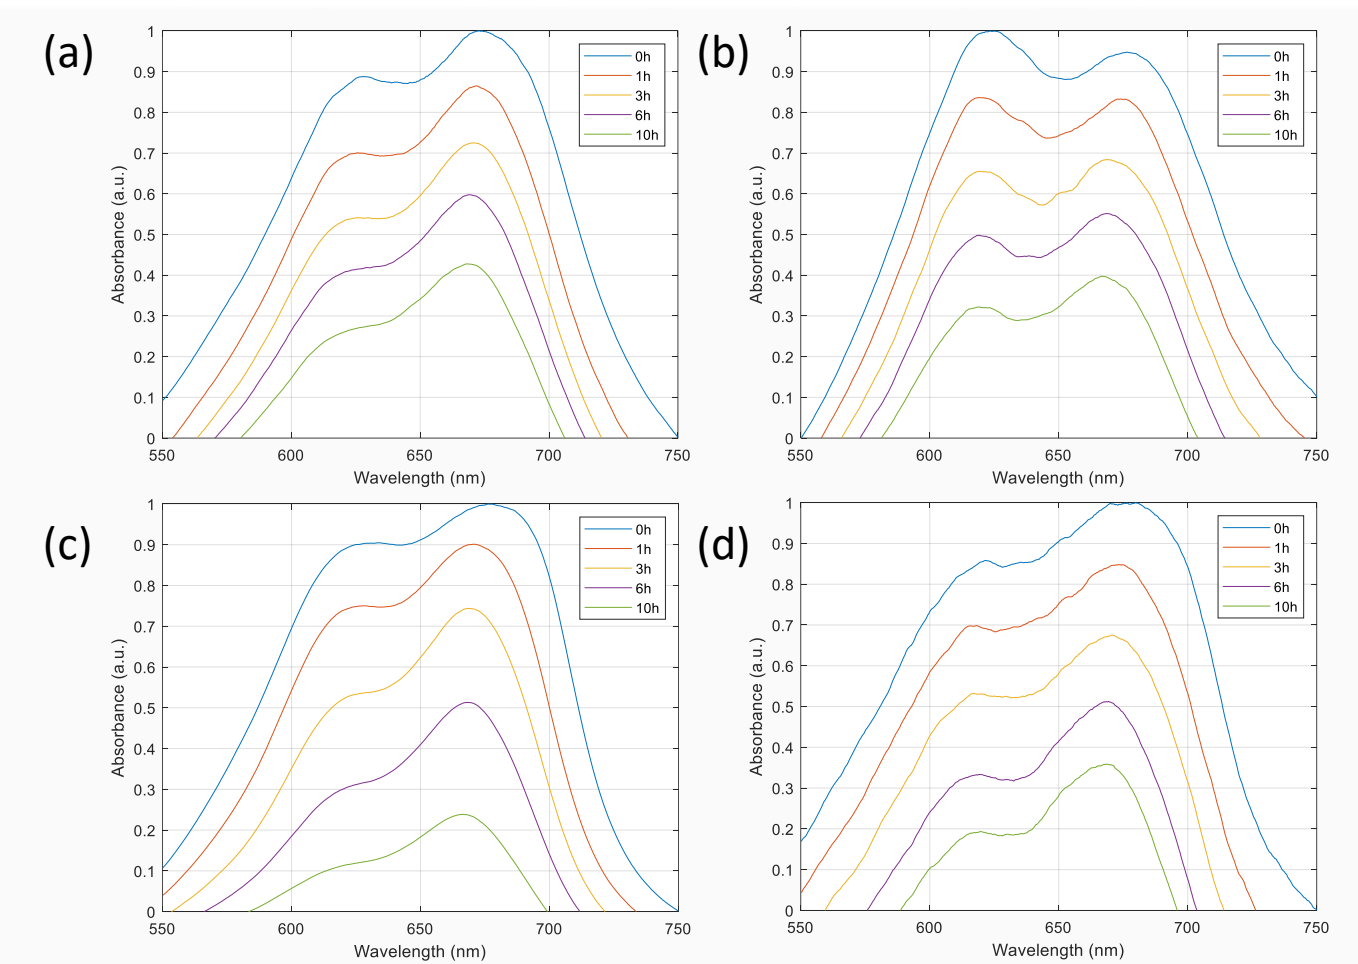 (a)
1
0.9
0.8
0.7
0.6
0.5
0.4
0.3
0.2
0.1
0
550 600 650 700 750
Absorbance (a.u.)
Wavelength (nm)
0h
1h
3h
6h
10h
(b)
1
0.9
0.8
0.7
0.6
0.5
0.4
0.3
0.2
0.1
0
550 600 650 700 750
Absorbance (a.u.)
Wavelength (nm)
0h
1h
3h
6h
10h
(c)
1
0.9
0.8
0.7
0.6
0.5
0.4
0.3
0.2
0.1
0
550 600 650 700 750
Absorbance (a.u.)
Wavelength (nm)
0h
1h
3h
6h
10h
(d)
1
0.9
0.8
0.7
0.6
0.5
0.4
0.3
0.2
0.1
0
550 600 650 700 750
Absorbance (a.u.)
Wavelength (nm)
0h
1h
3h
6h
10h